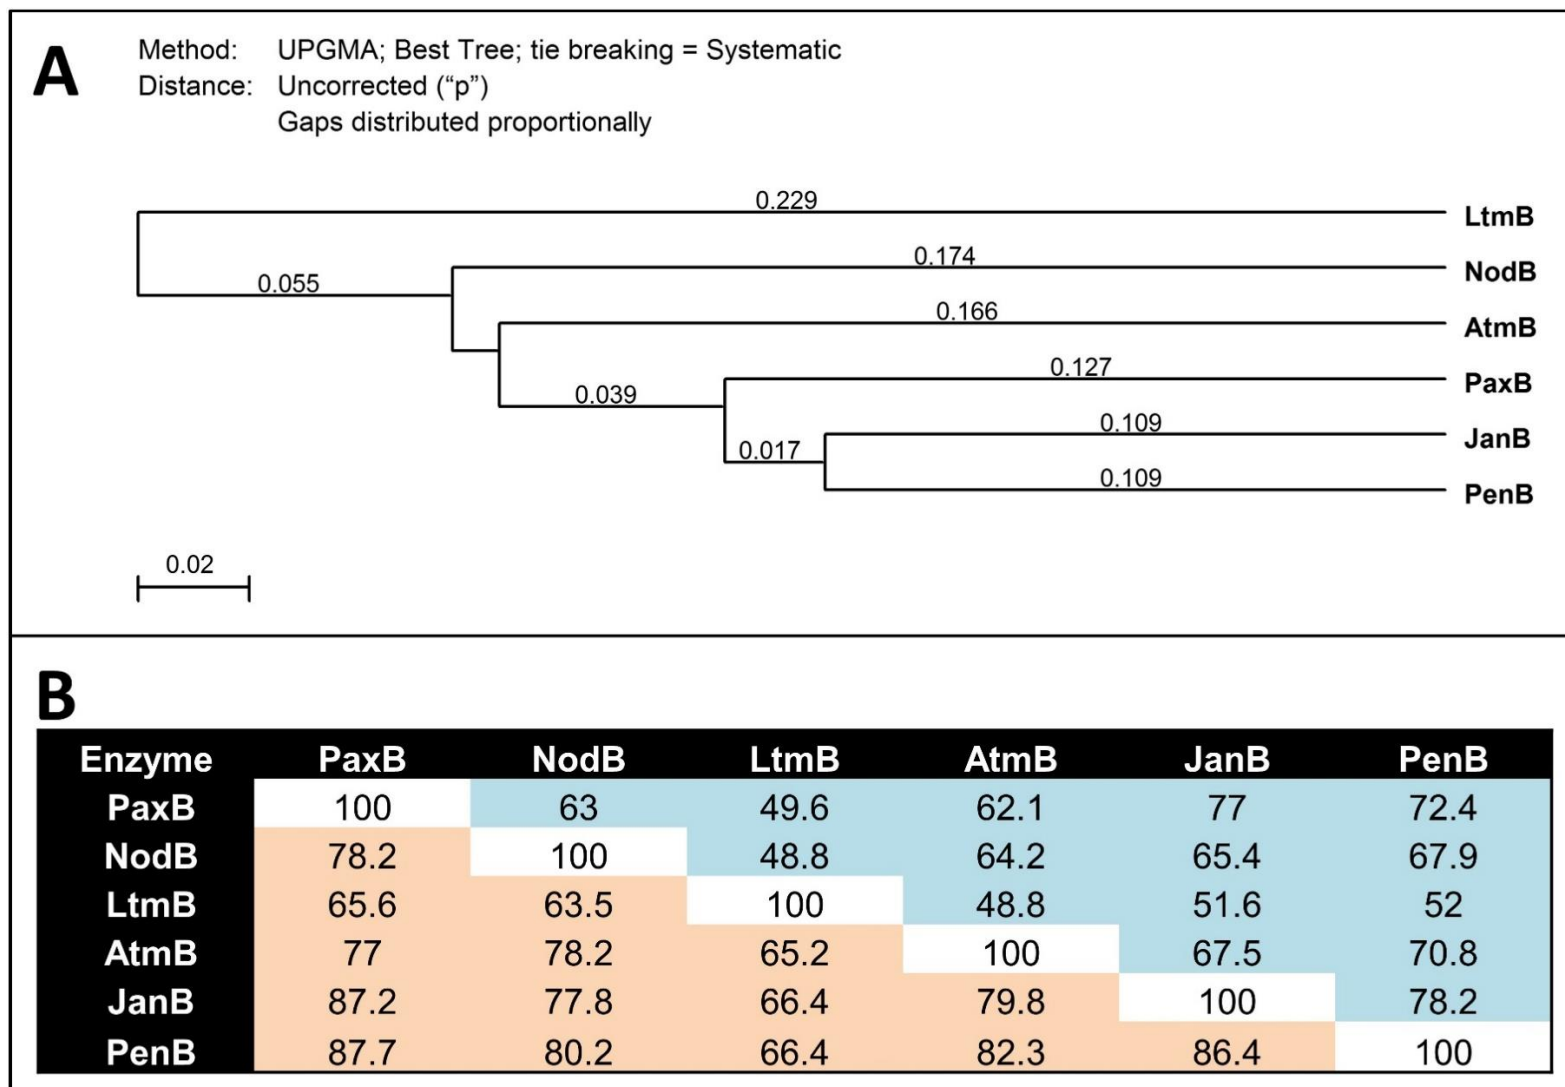 A
Method: UPGMA; Best Tree; tie breaking = Systematic
Distance: Uncorrected (“p”)
Gaps distributed proportionally
0.229
LtmB
0.174
NodB
0.055
0.166
AtmB
0.127
PaxB
0.039
0.109
JanB
0.017
0.109
PenB
0.02
B
Enzyme PaxB NodB LtmB AtmB JanB PenB
PaxB 100 63 49.6 62.1 77 72.4
NodB 78.2 100 48.8 64.2 65.4 67.9
LtmB 65.6 63.5 100 48.8 51.6 52
AtmB 77 78.2 65.2 100 67.5 70.8
JanB 87.2 77.8 66.4 79.8 100 78.2
PenB 87.7 80.2 66.4 82.3 86.4 100